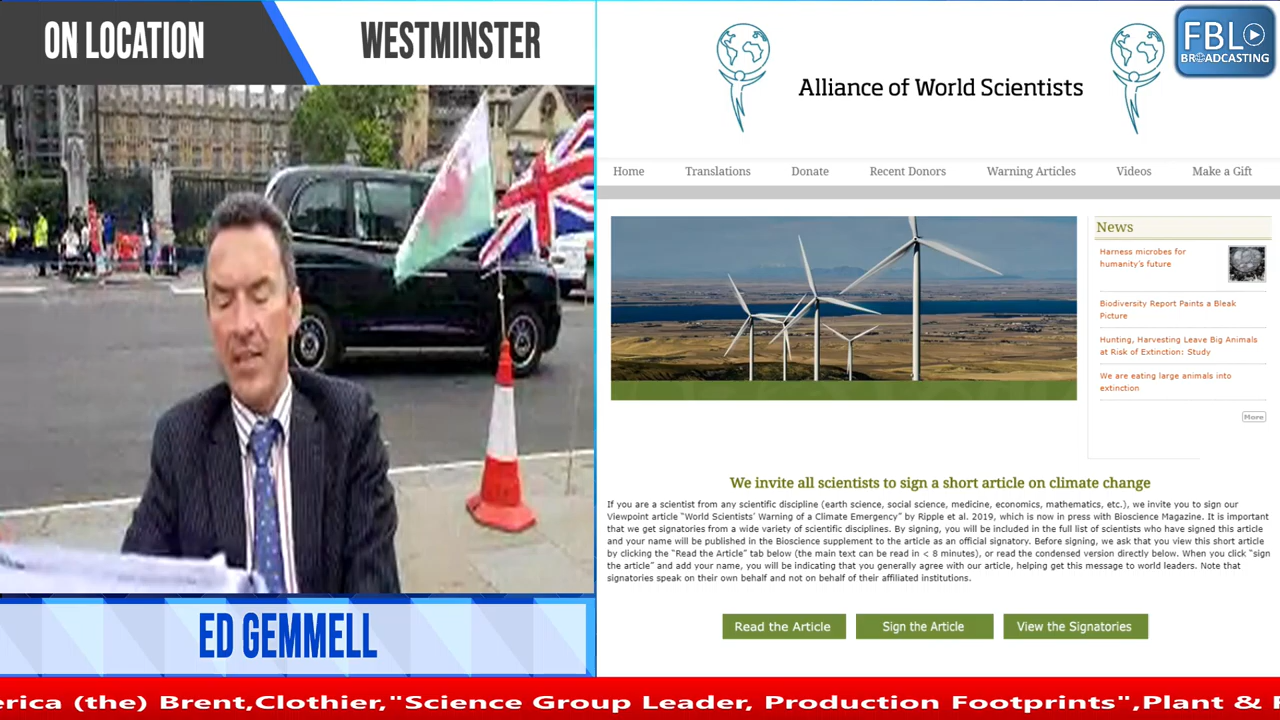 ON LOCATION
WESTMINSTER
FBL
BROADCASTING
Alliance of World Scientists
Home
Translations
Donate
Recent Donors
Warning Articles
Videos
Make a Gift
News
Harness microbes for
humanity's future
Biodiversity Report Paints a Bleak
Picture
Hunting, Harvesting Leave Big Animals
at Risk of Extinction: Study
We are eating large animals into
extinction
More
We invite all scientists to sign a short article on climate change
If you are a scientist from any scientific discipline (earth science, social science, medicine, economics, mathematics, etc.), we invite you to sign our
Viewpoint article “World Scientists’ Warning of a Climate Emergency” by Ripple et al. 2019, which is now in press with Bioscience Magazine. It is important
that we get signatories from a wide variety of scientific disciplines. By signing, you will be included in the full list of scientists who have signed this article
and your name will be published in the Bioscience supplement to the article as an official signatory. Before signing, we ask that you view this short article
by clicking the “Read the Article” tab below (the main text can be read in < 8 minutes), or read the condensed version directly below. When you click “sign
the article” and add your name, you will be indicating that you generally agree with our article, helping get this message to world leaders. Note that
signatories speak on their own behalf and not on behalf of their affiliated institutions.
Read the Article
Sign the Article
View the Signatories
ED GEMMELL
erica (the) Brent,Clothier,"Science Group Leader, Production Footprints",Plant &